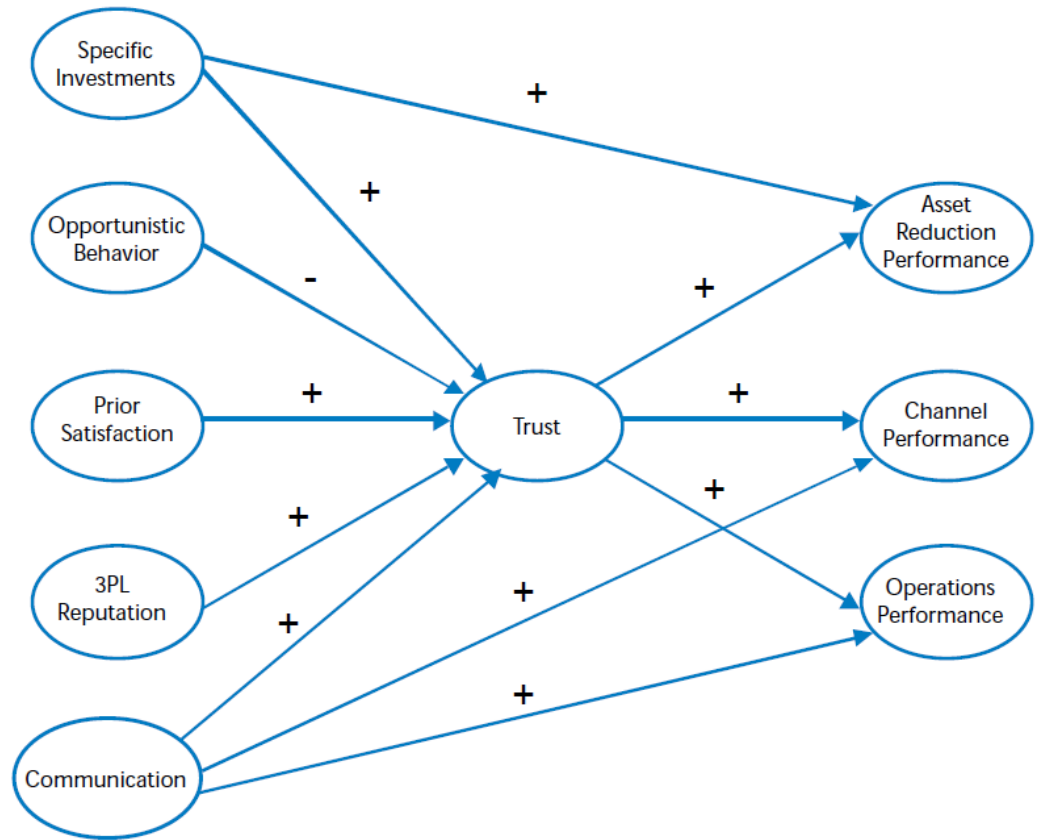 Specific
Investments
+
+
Opportunistic
Behavior
-
Asset
Reduction
Performance
+
Prior
Satisfaction
+
Trust
+
Channel
Performance
+
3PL
Reputation
+
+
+
Operations
Performance
+
Communication